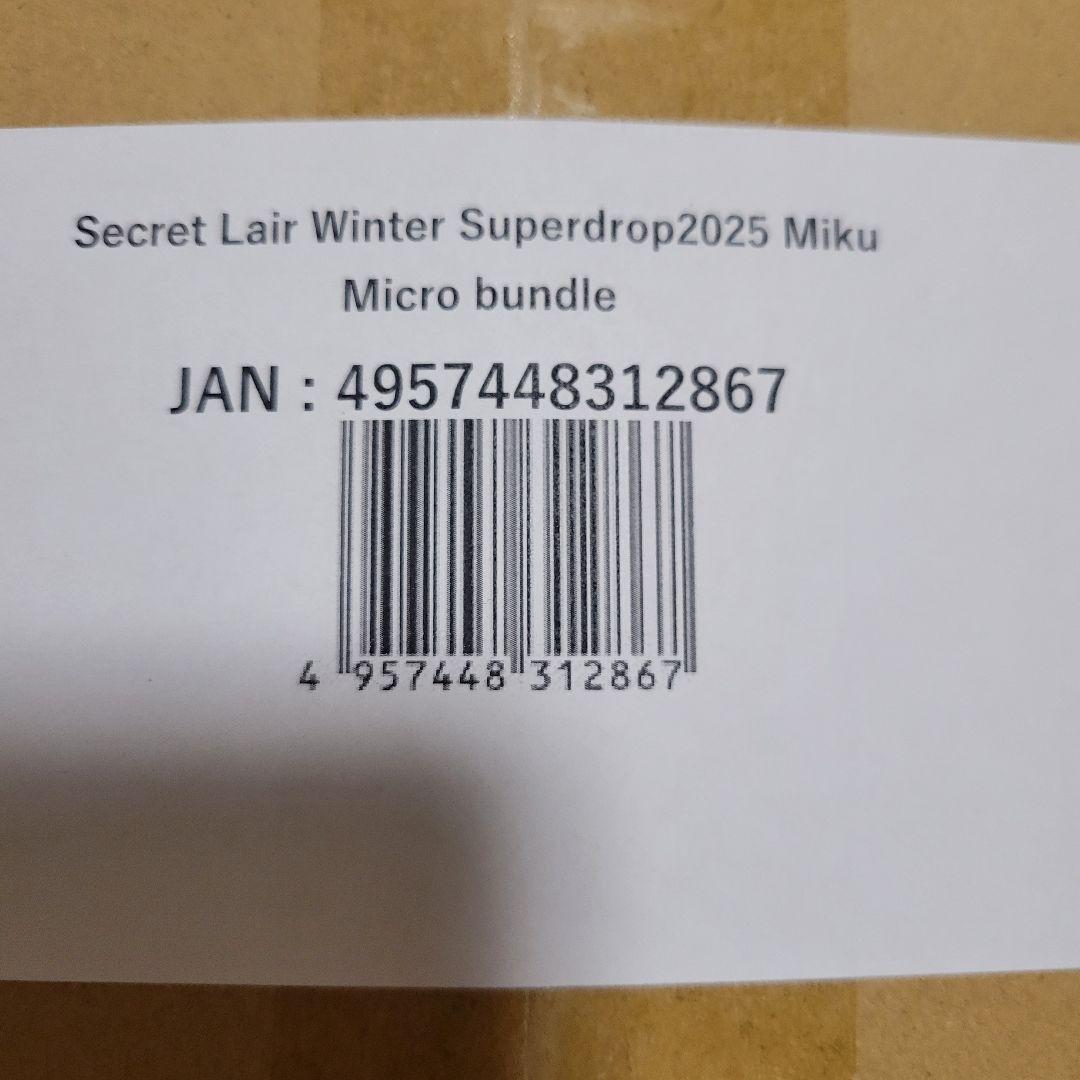 Secret Lair Winter Superdrop2025 Miku
Micro bundle
JAN : 4957448312867
4 957448 312867